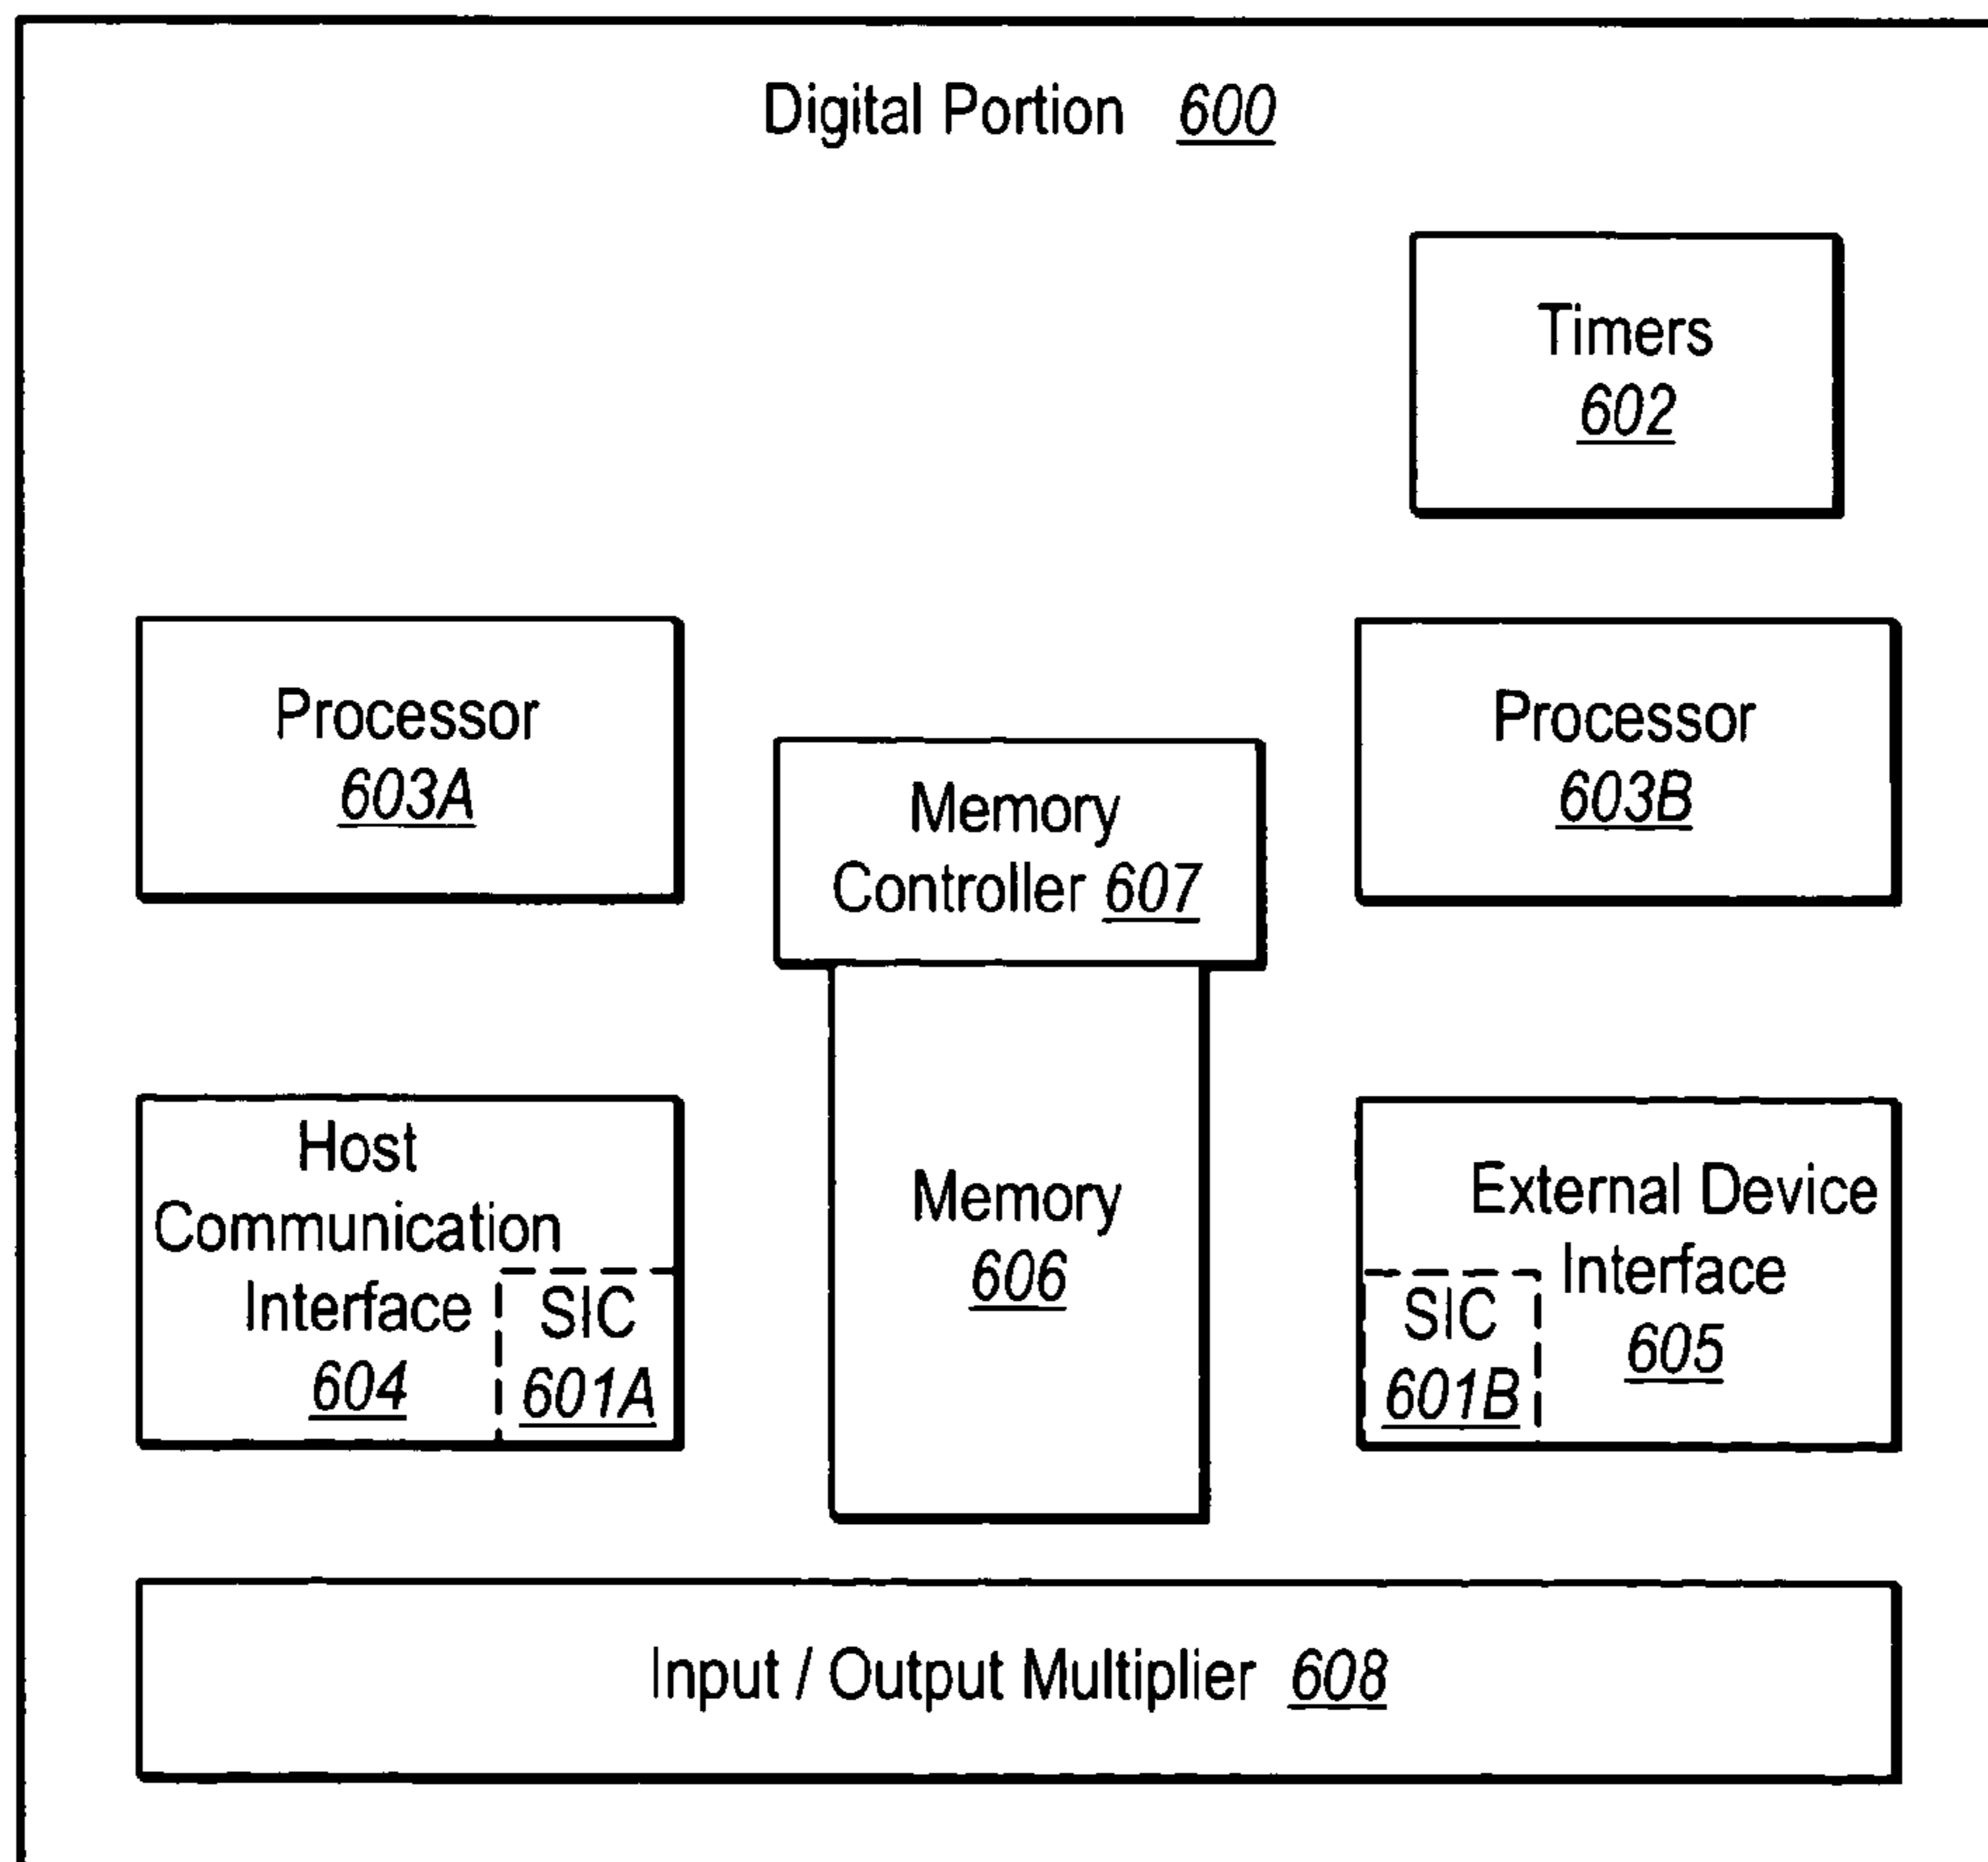 Digital Portion 600
Timers
602
Processor
603A
Processor
603B
Memory
Controller 607
Host
Communication
Interface
604
SIC
601A
Memory
606
External Device
Interface
605
SIC
601B
Input / Output Multiplier 608